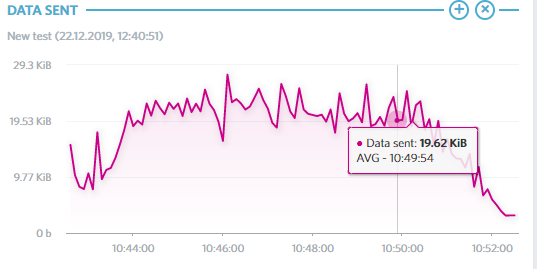 DATA SENT
New test (22.12.2019, 12:40:51)
29.3 KiB
19.53 KiB
9.77 KiB
0 b
Data sent: 19.62 KiB
AVG - 10:49:54
10:44:00 10:46:00 10:48:00 10:50:00 10:52:00